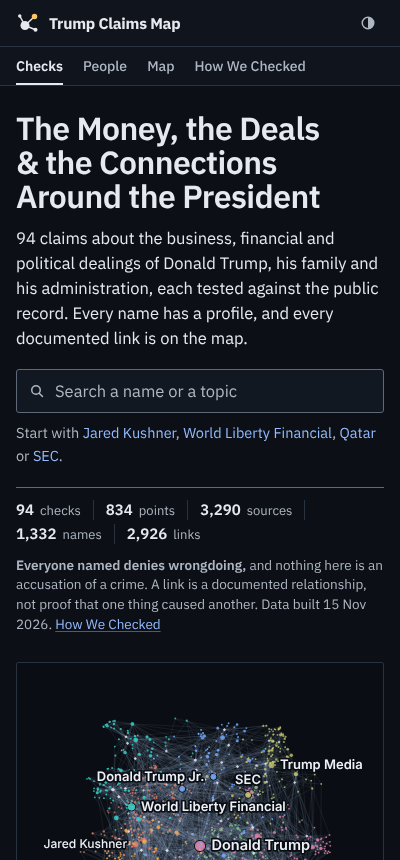 Trump Claims Map
Checks People Map How We Checked
The Money, the Deals
& the Connections
Around the President
94 claims about the business, financial and
political dealings of Donald Trump, his family and
his administration, each tested against the public
record. Every name has a profile, and every
documented link is on the map.
Search a name or a topic
Start with Jared Kushner, World Liberty Financial, Qatar
or SEC.
94 checks 834 points 3,290 sources
1,332 names 2,926 links
Everyone named denies wrongdoing, and nothing here is an
accusation of a crime. A link is a documented relationship,
not proof that one thing caused another. Data built 15 Nov
2026. How We Checked
Trump Media
Donald Trump Jr. SEC
World Liberty Financial
Jared Kushner Donald Trump